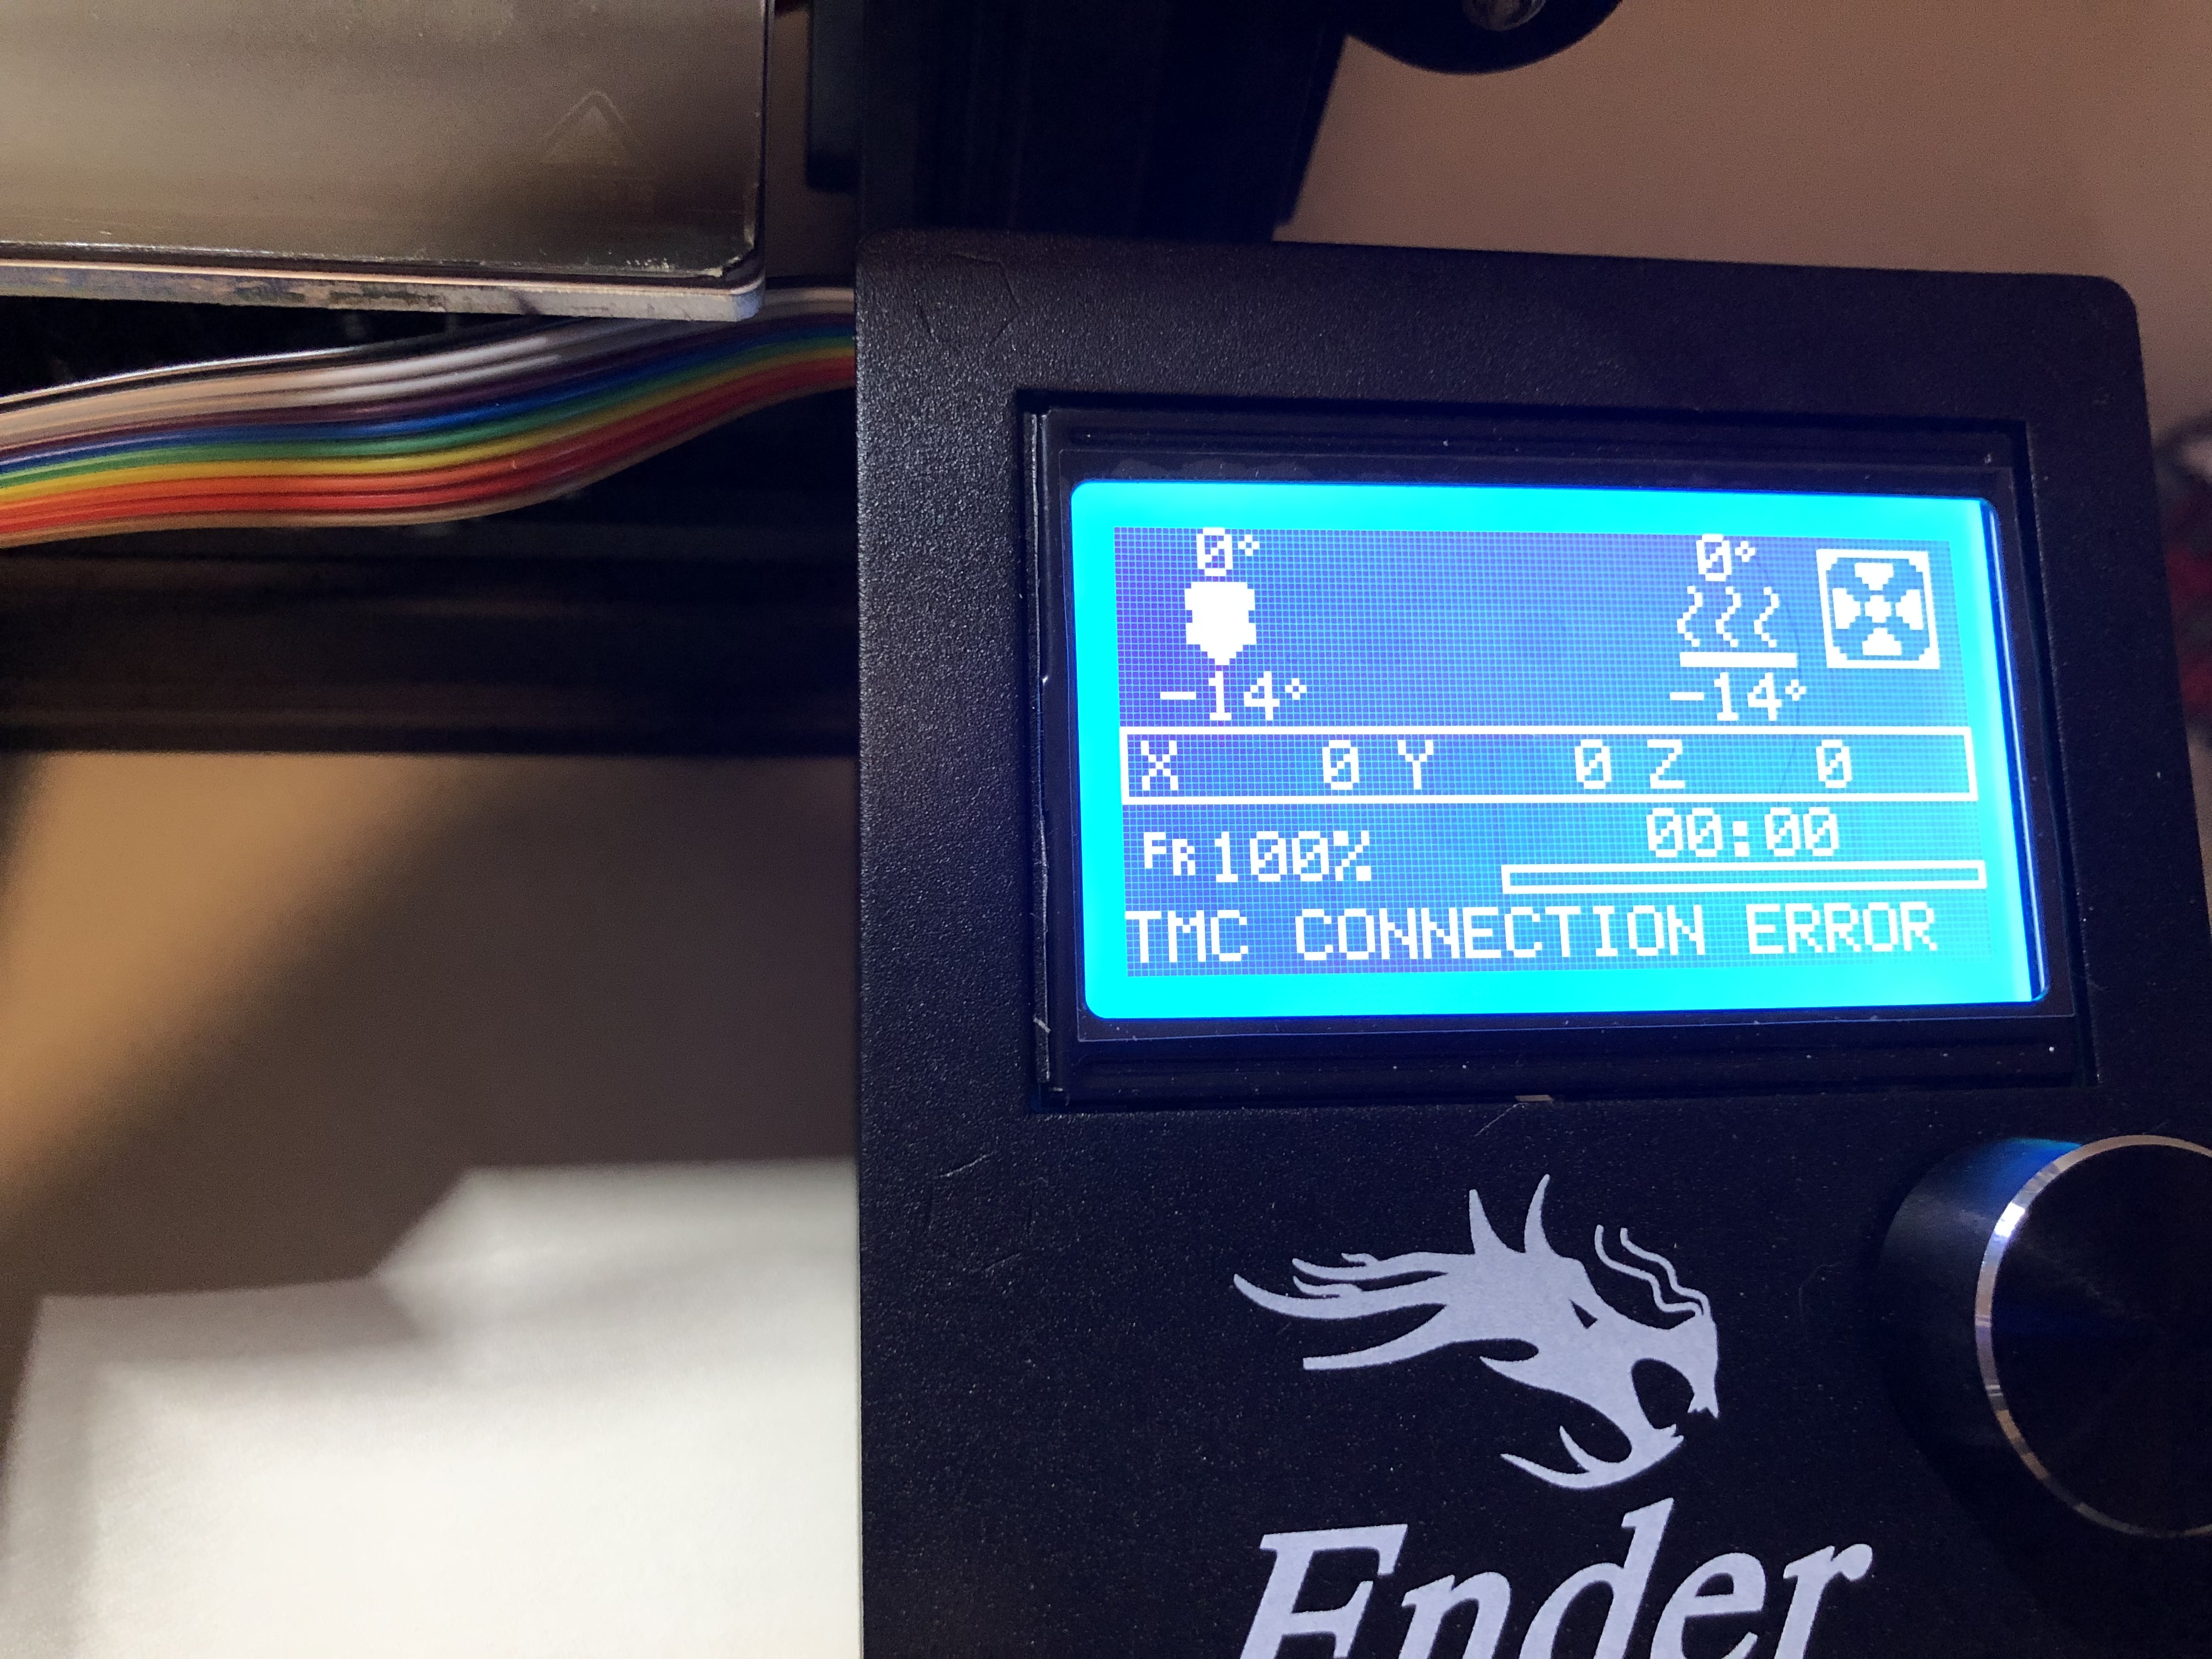 0° 0°
-14° -14°
X 0 Y 0 Z 0
00:00
FR 100%
TMC CONNECTION ERROR
Ender